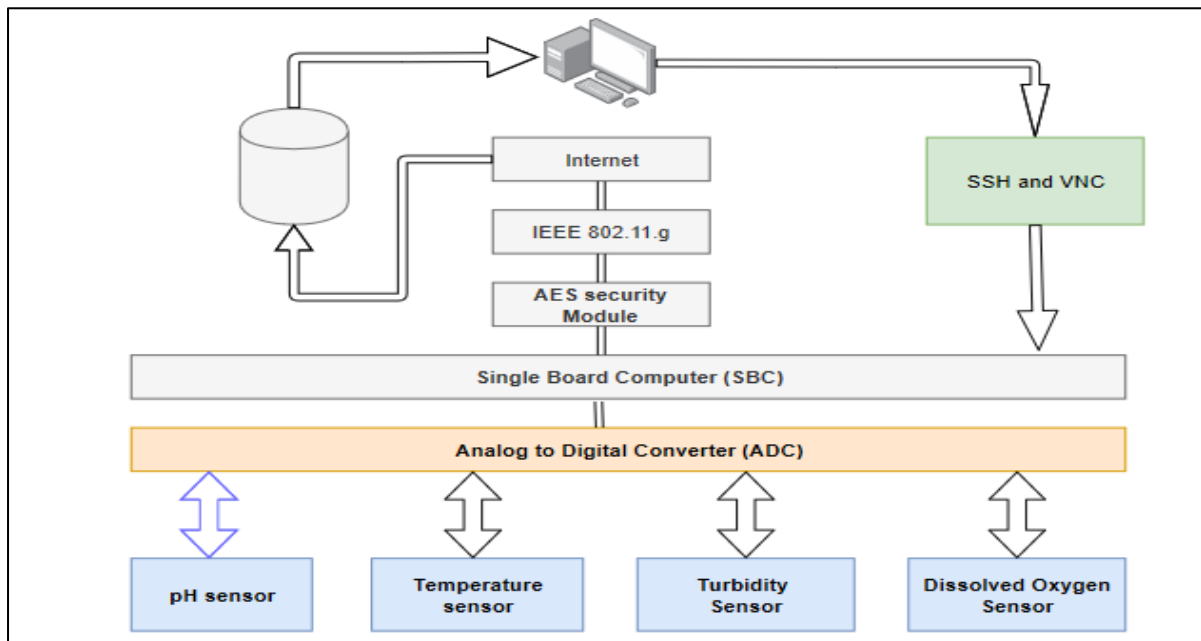 Internet
SSH and VNC
IEEE 802.11.g
AES security
Module
Single Board Computer (SBC)
Analog to Digital Converter (ADC)
pH sensor
Temperature
sensor
Turbidity
Sensor
Dissolved Oxygen
Sensor